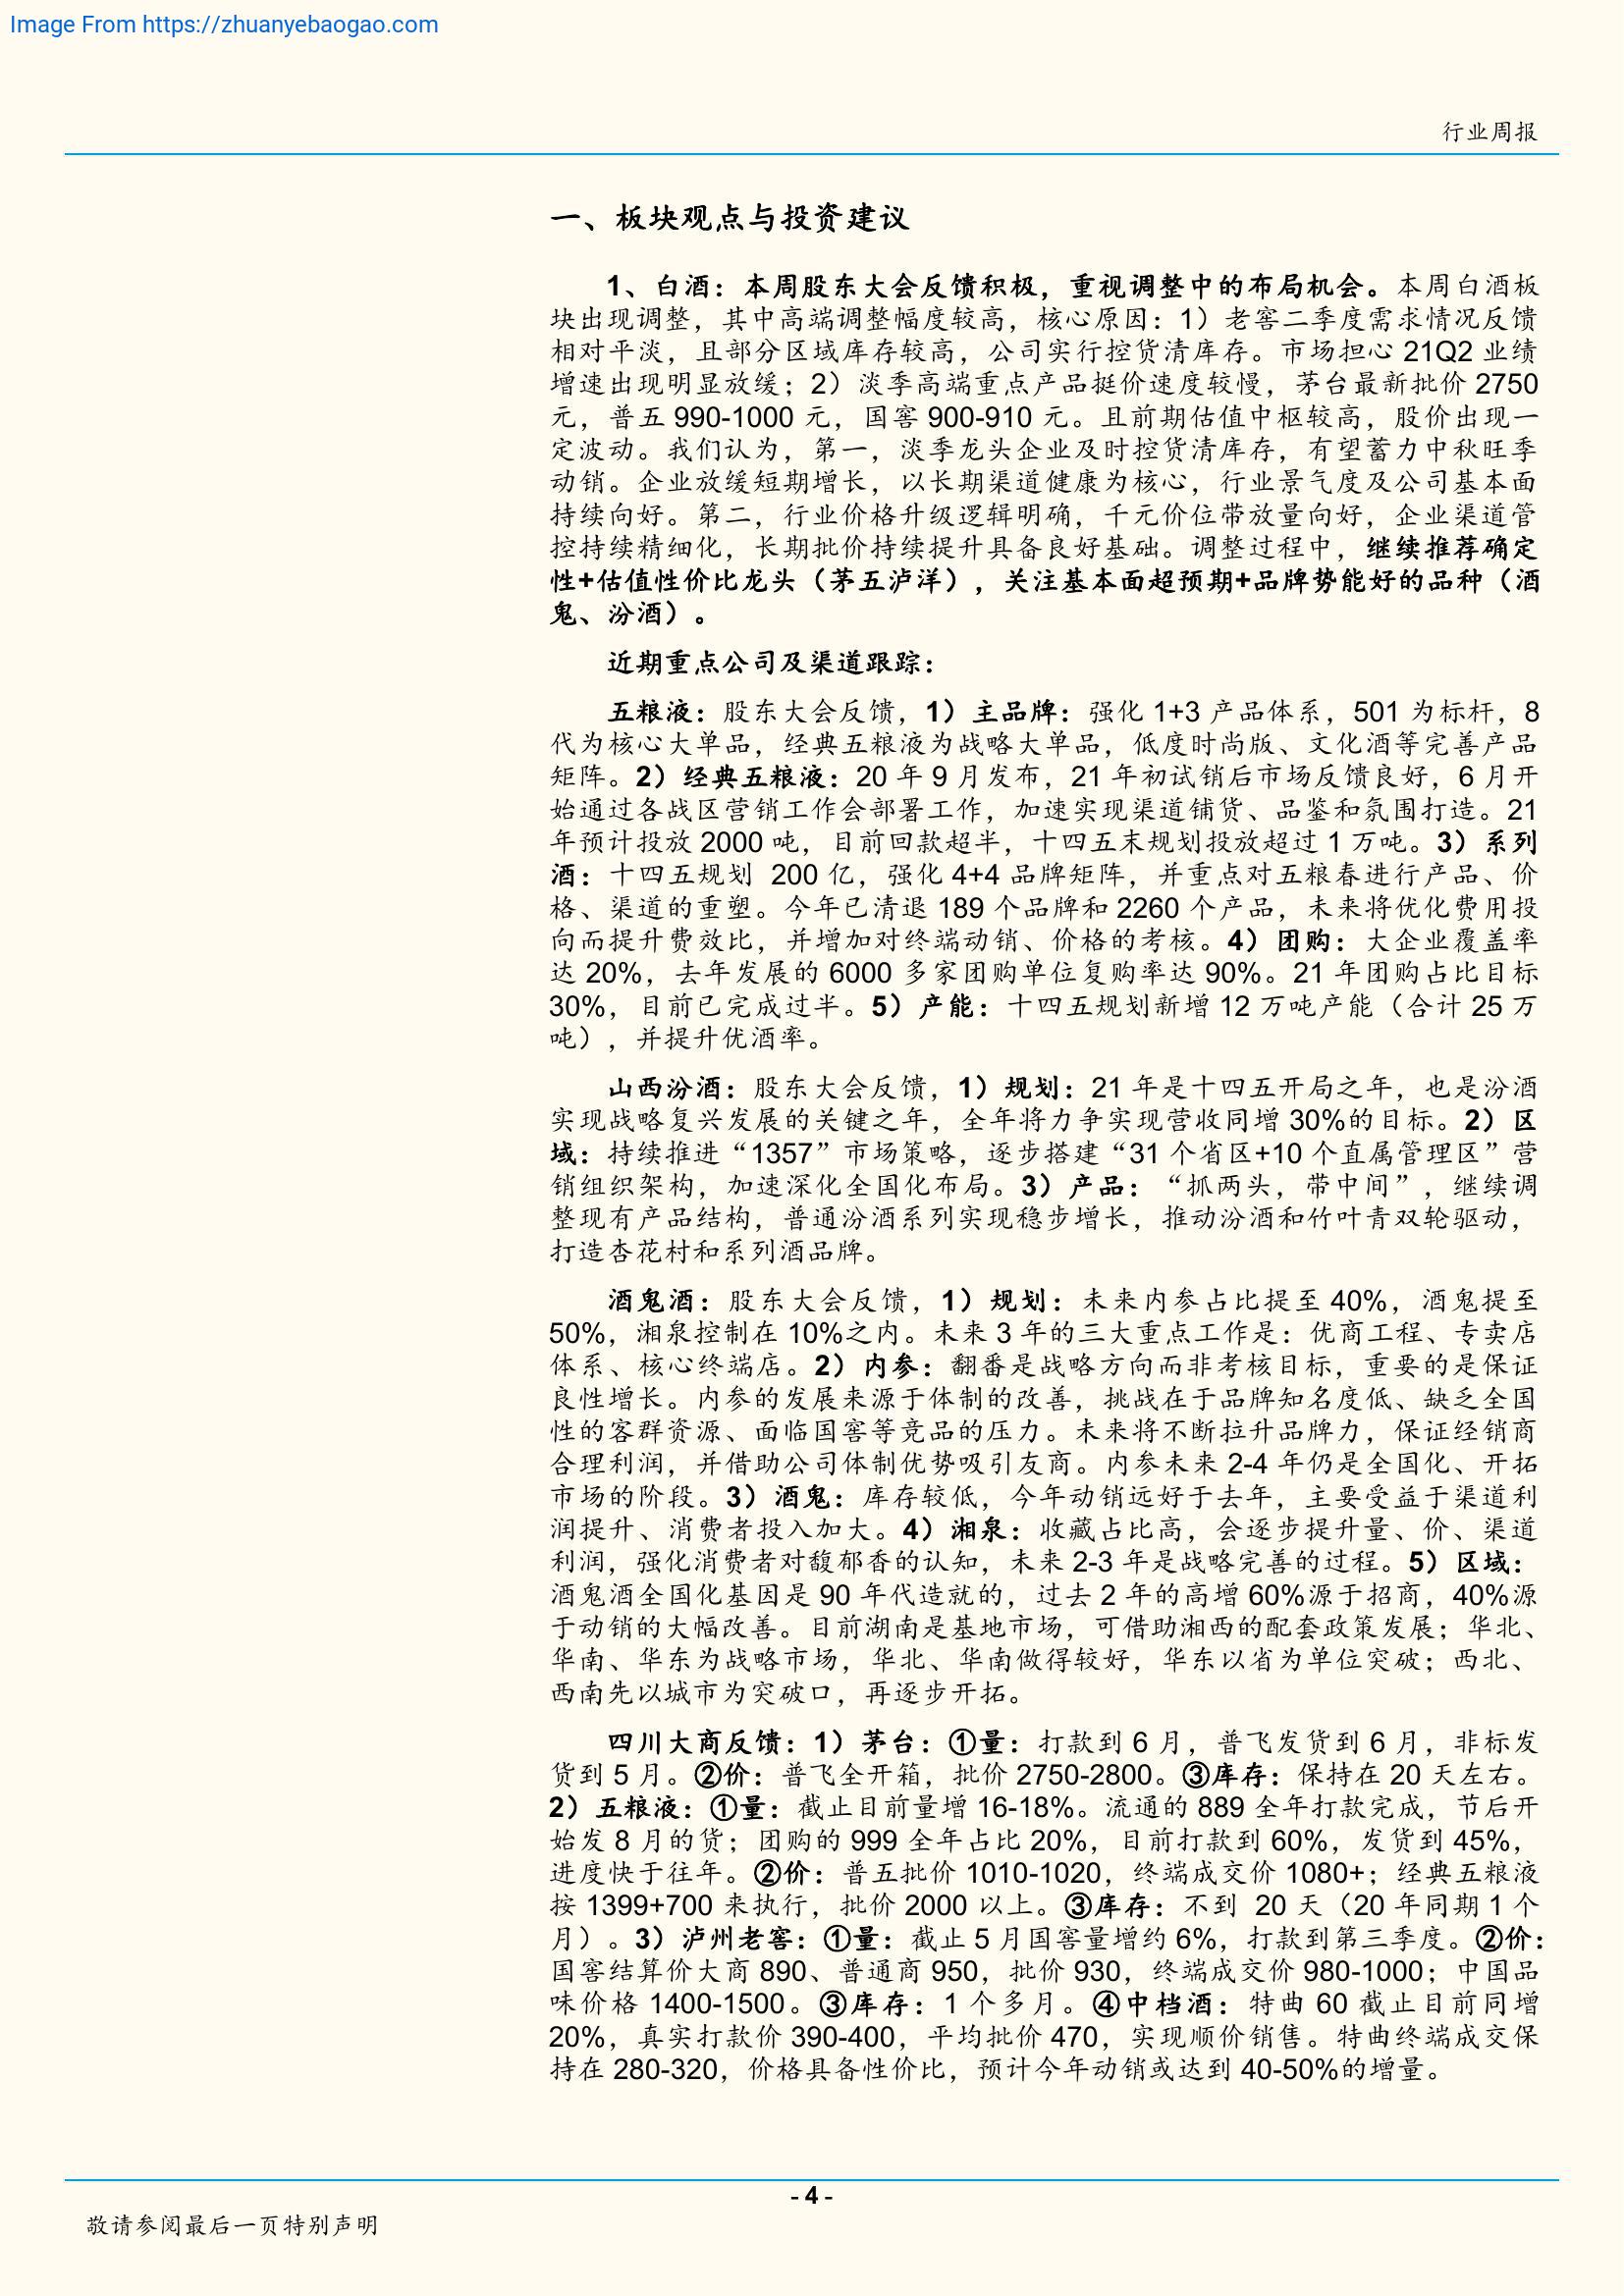 Image From https://zhuanyebaogao.com
行业周报
一、板块观点与投资建议
1、白酒：本周股东大会反馈积极，重视调整中的布局机会。本周白酒板
块出现调整，其中高端调整幅度较高，核心原因：1）老窖二季度需求情况反馈
相对平淡，且部分区域库存较高，公司实行控货清库存。市场担心 21Q2 业绩
增速出现明显放缓；2）淡季高端重点产品挺价速度较慢，茅台最新批价 2750
元，普五 990-1000 元，国窖 900-910 元。且前期估值中枢较高，股价出现一
定波动。我们认为，第一，淡季龙头企业及时控货清库存，有望蓄力中秋旺季
动销。企业放缓短期增长，以长期渠道健康为核心，行业景气度及公司基本面
持续向好。第二，行业价格升级逻辑明确，千元价位带放量向好，企业渠道管
控持续精细化，长期批价持续提升具备良好基础。调整过程中，继续推荐确定
性+估值性价比龙头（茅五泸洋），关注基本面超预期+品牌势能好的品种（酒
鬼、汾酒）。
近期重点公司及渠道跟踪：
五粮液：股东大会反馈，1）主品牌：强化 1+3 产品体系，501 为标杆，8
代为核心大单品，经典五粮液为战略大单品，低度时尚版、文化酒等完善产品
矩阵。2）经典五粮液：20 年 9 月发布，21 年初试销后市场反馈良好，6 月开
始通过各战区营销工作会部署工作，加速实现渠道铺货、品鉴和氛围打造。21
年预计投放 2000 吨，目前回款超半，十四五末规划投放超过 1 万吨。3）系列
酒：十四五规划 200 亿，强化 4+4 品牌矩阵，并重点对五粮春进行产品、价
格、渠道的重塑。今年已清退 189 个品牌和 2260 个产品，未来将优化费用投
向而提升费效比，并增加对终端动销、价格的考核。4）团购：大企业覆盖率
达 20%，去年发展的 6000 多家团购单位复购率达 90%。21 年团购占比目标
30%，目前已完成过半。5）产能：十四五规划新增 12 万吨产能（合计 25 万
吨），并提升优酒率。
山西汾酒：股东大会反馈，1）规划：21 年是十四五开局之年，也是汾酒
实现战略复兴发展的关键之年，全年将力争实现营收同增 30%的目标。2）区
域：持续推进“1357”市场策略，逐步搭建“31 个省区+10 个直属管理区”营
销组织架构，加速深化全国化布局。3）产品：“抓两头，带中间”，继续调
整现有产品结构，普通汾酒系列实现稳步增长，推动汾酒和竹叶青双轮驱动，
打造杏花村和系列酒品牌。
酒鬼酒：股东大会反馈，1）规划：未来内参占比提至 40%，酒鬼提至
50%，湘泉控制在 10%之内。未来 3 年的三大重点工作是：优商工程、专卖店
体系、核心终端店。2）内参：翻番是战略方向而非考核目标，重要的是保证
良性增长。内参的发展来源于体制的改善，挑战在于品牌知名度低、缺乏全国
性的客群资源、面临国窖等竞品的压力。未来将不断拉升品牌力，保证经销商
合理利润，并借助公司体制优势吸引友商。内参未来 2-4 年仍是全国化、开拓
市场的阶段。3）酒鬼：库存较低，今年动销远好于去年，主要受益于渠道利
润提升、消费者投入加大。4）湘泉：收藏占比高，会逐步提升量、价、渠道
利润，强化消费者对馥郁香的认知，未来 2-3 年是战略完善的过程。5）区域：
酒鬼酒全国化基因是 90 年代造就的，过去 2 年的高增 60%源于招商，40%源
于动销的大幅改善。目前湖南是基地市场，可借助湘西的配套政策发展；华北、
华南、华东为战略市场，华北、华南做得较好，华东以省为单位突破；西北、
西南先以城市为突破口，再逐步开拓。
四川大商反馈：1）茅台：①量：打款到 6 月，普飞发货到 6 月，非标发
货到 5 月。②价：普飞全开箱，批价 2750-2800。③库存：保持在 20 天左右。
2）五粮液：①量：截止目前量增 16-18%。流通的 889 全年打款完成，节后开
始发 8 月的货；团购的 999 全年占比 20%，目前打款到 60%，发货到 45%，
进度快于往年。②价：普五批价 1010-1020，终端成交价 1080+；经典五粮液
按 1399+700 来执行，批价 2000 以上。③库存：不到 20 天（20 年同期 1 个
月）。3）泸州老窖：①量：截止 5 月国窖量增约 6%，打款到第三季度。②价：
国窖结算价大商 890、普通商 950，批价 930，终端成交价 980-1000；中国品
味价格 1400-1500。③库存：1 个多月。④中档酒：特曲 60 截止目前同增
20%，真实打款价 390-400，平均批价 470，实现顺价销售。特曲终端成交保
持在 280-320，价格具备性价比，预计今年动销或达到 40-50%的增量。
- 4 -
敬请参阅最后一页特别声明